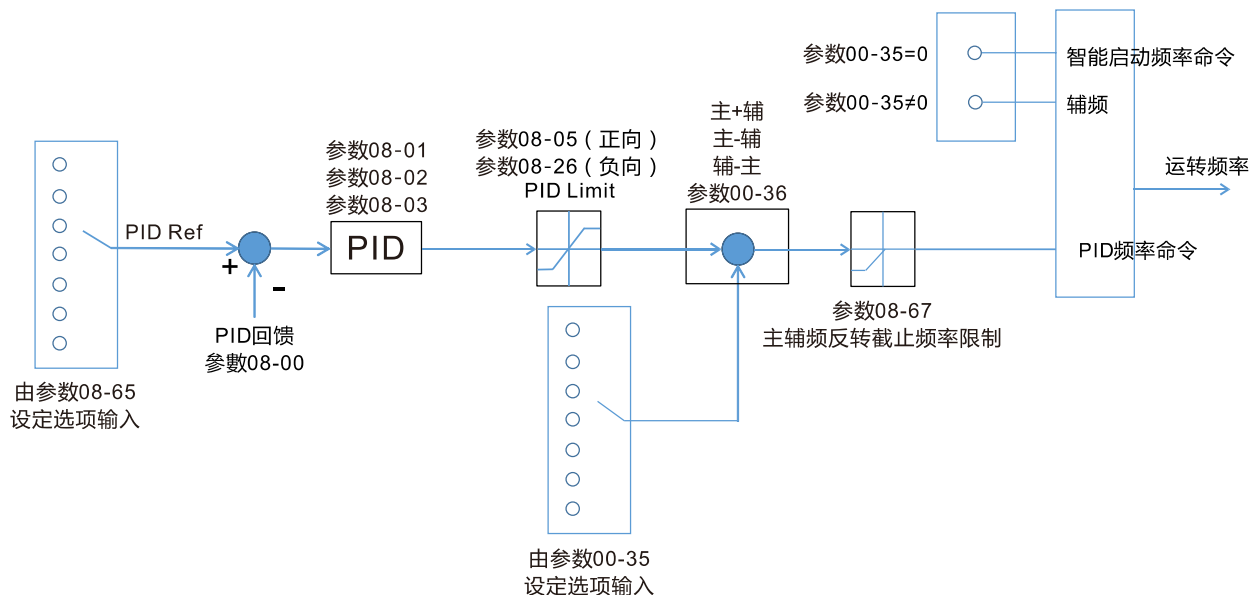 参数00-35=0
智能启动频率命令
参数00-35≠0
辅频
主+辅
主-辅
辅-主
参数00-36
参数08-05（正向）
参数08-26（负向）
PID Limit
参数08-01
参数08-02
参数08-03
PID
运转频率
PID Ref
+
-
PID回馈
参數08-00
PID频率命令
参数08-67
主辅频反转截止频率限制
由参数08-65
设定选项输入
由参数00-35
设定选项输入